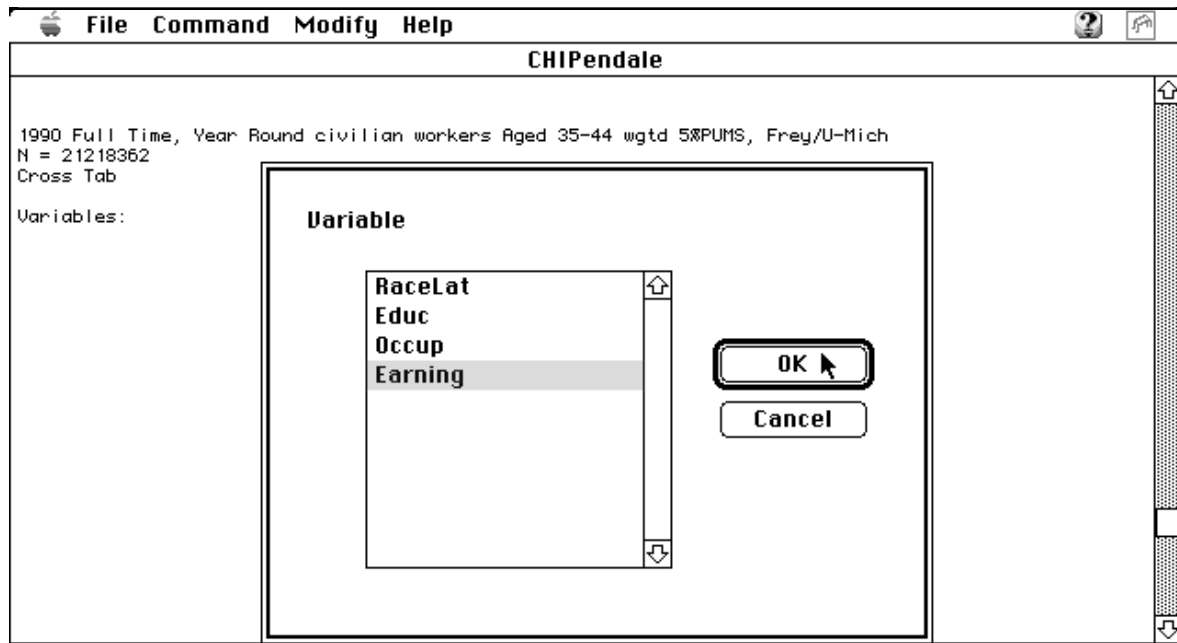 File Command Modify Help
CHIPendale
1990 Full Time, Year Round civilian workers Aged 35-44 wgtd 5%PUMS, Frey/U-Mich
N = 21218362
Cross Tab
Variables:
Variable
RaceLat
Educ
Occup
Earning
OK
Cancel